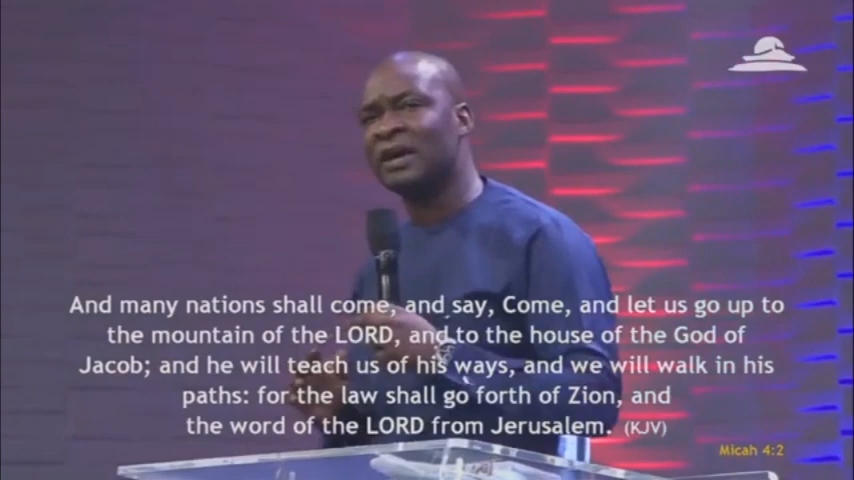 And many nations shall come, and say, Come, and let us go up to
the mountain of the LORD, and to the house of the God of
Jacob; and he will teach us of his ways, and we will walk in his
paths: for the law shall go forth of Zion, and
the word of the LORD from Jerusalem. (KJV)
Micah 4:2